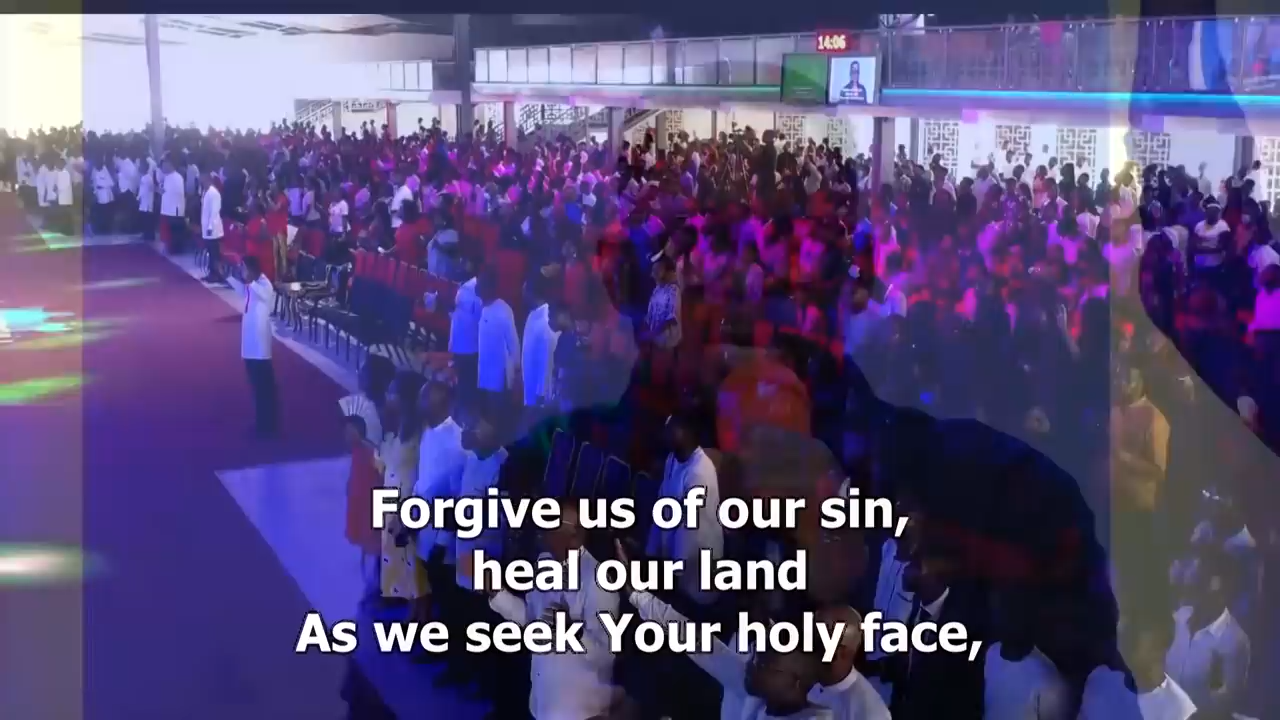 14:06
Forgive us of our sin,
heal our land
As we seek Your holy face,